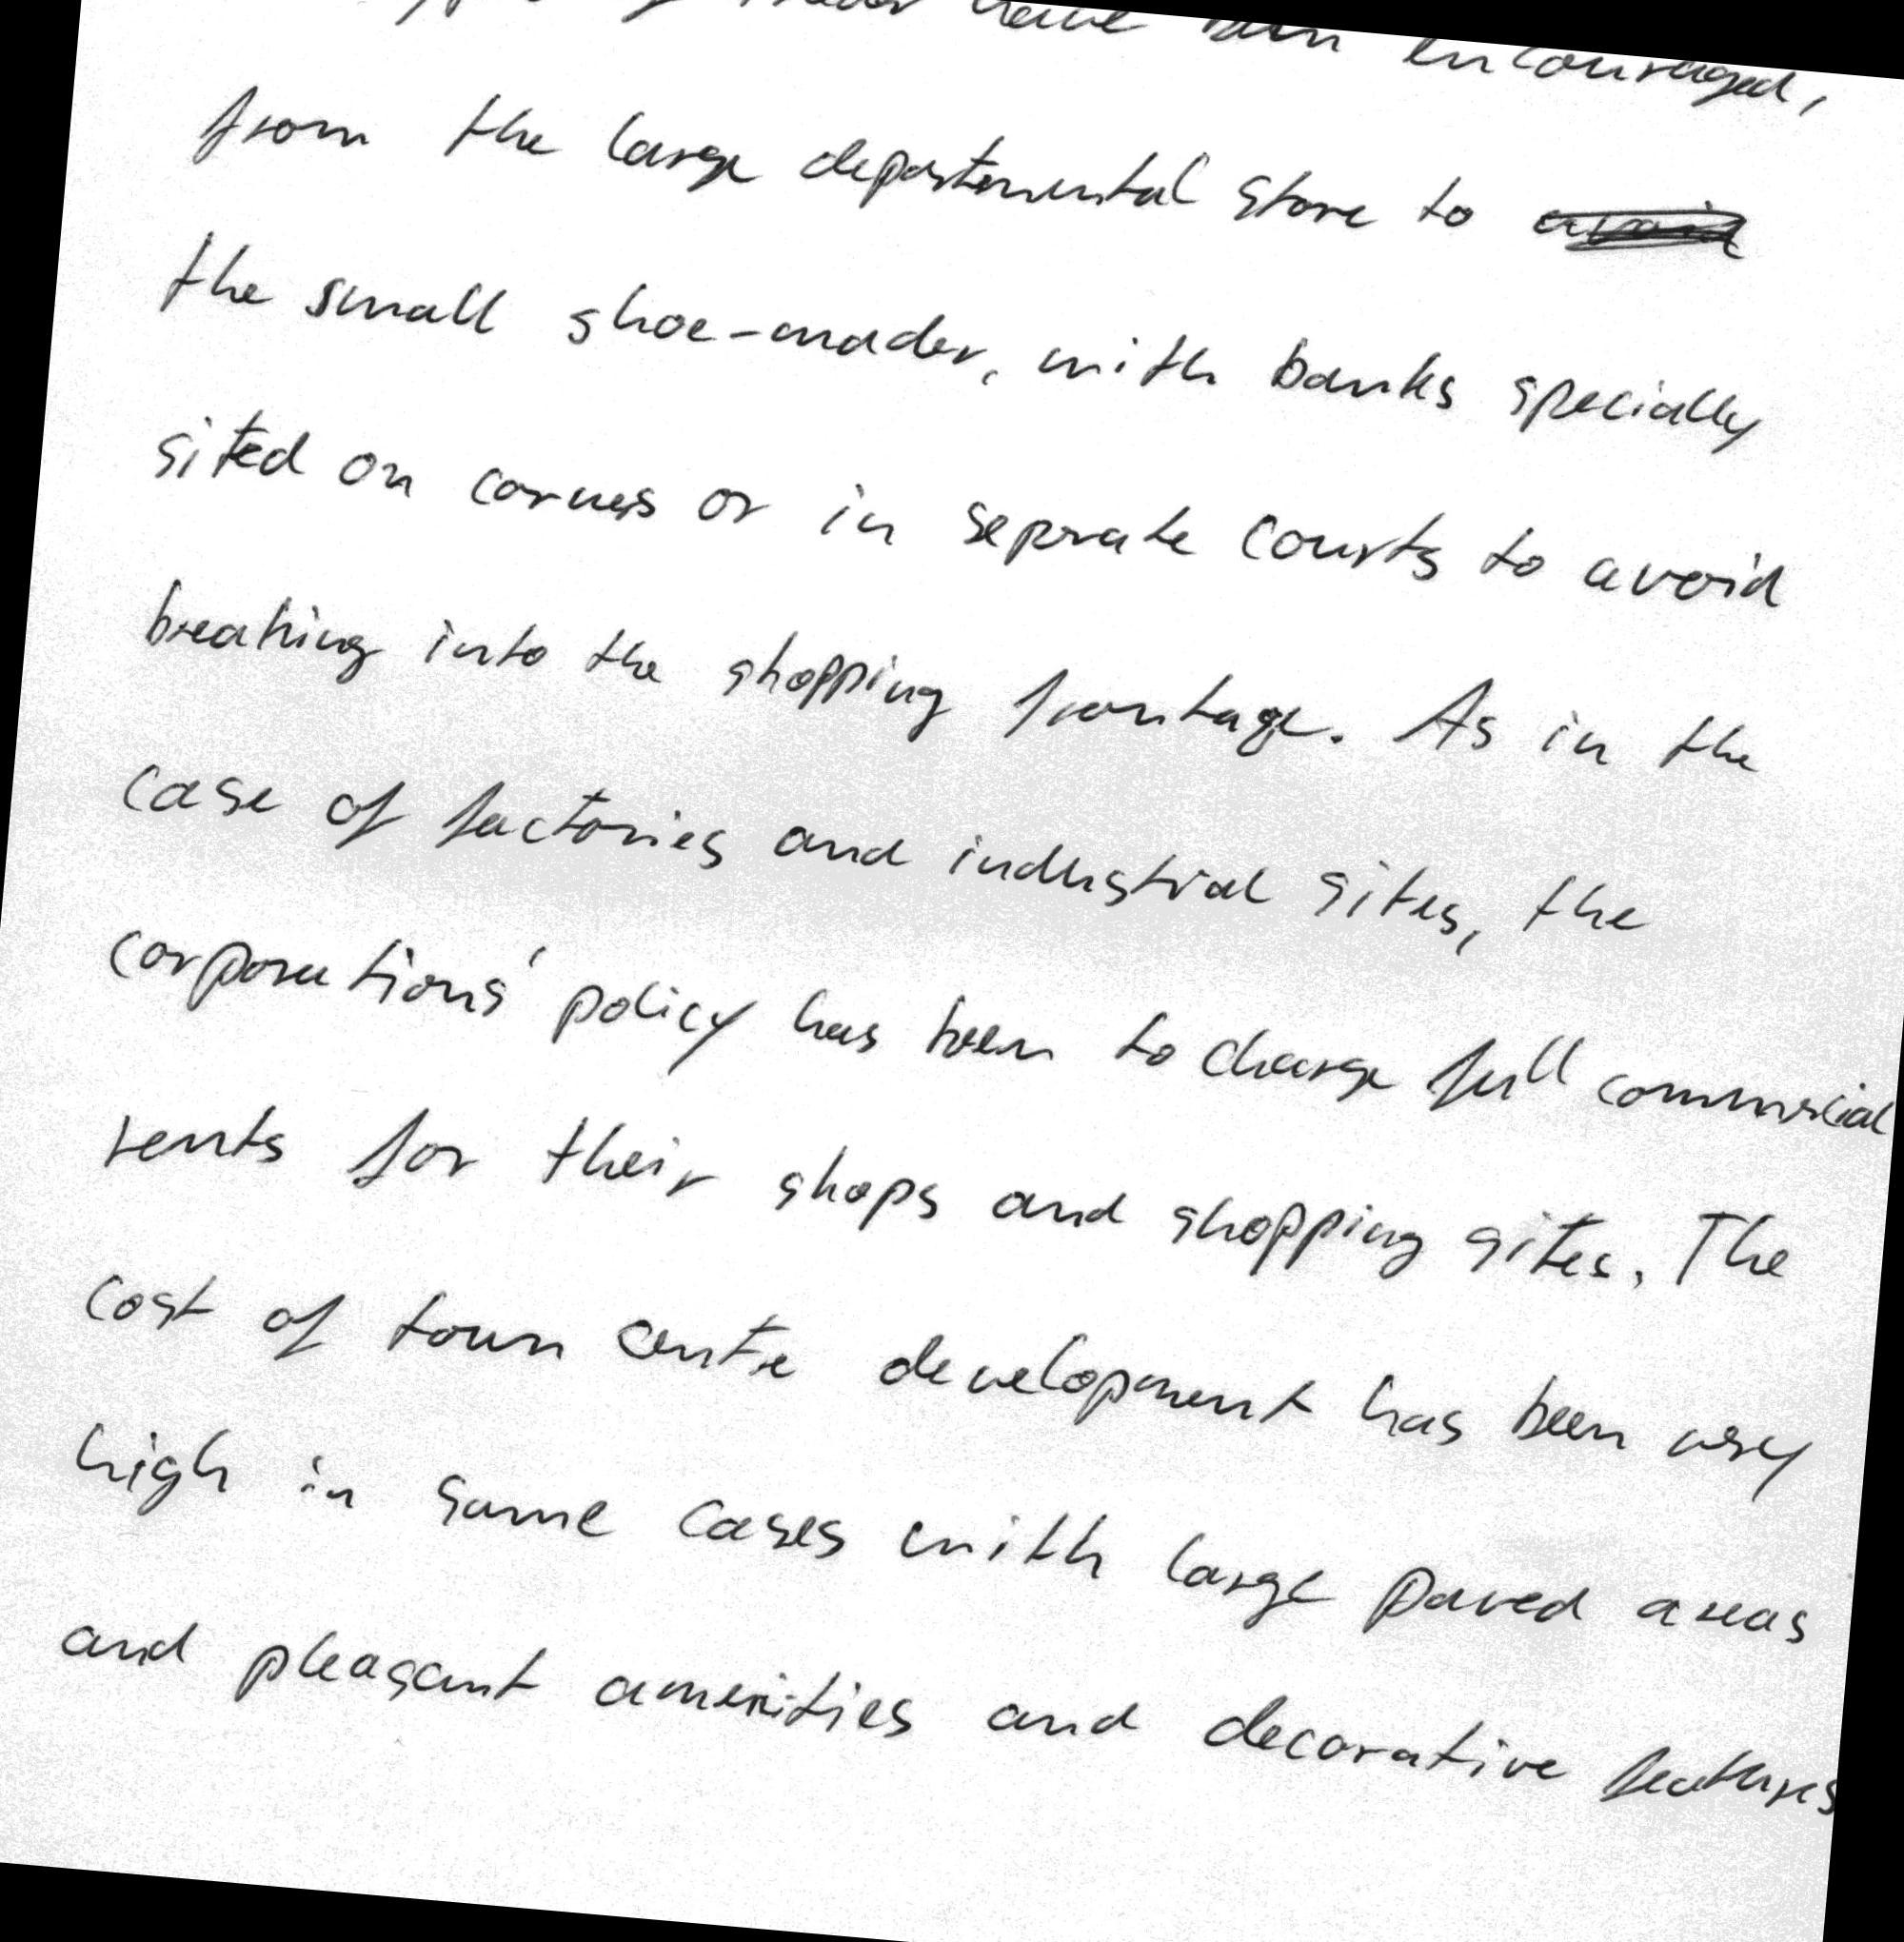 have been encouraged,
from the large departmental store to
the small shoe-mader, with banks specially
sited on corners or in seprate courts to avoid
breaking into the shopping frontage. As in the
case of factories and industrial sites, the
corporations' policy has been to charge full commercial
rents for their shops and shopping sites. The
cost of town centre development has been very
high in some cases with large paved areas
and pleasant amenities and decorative features